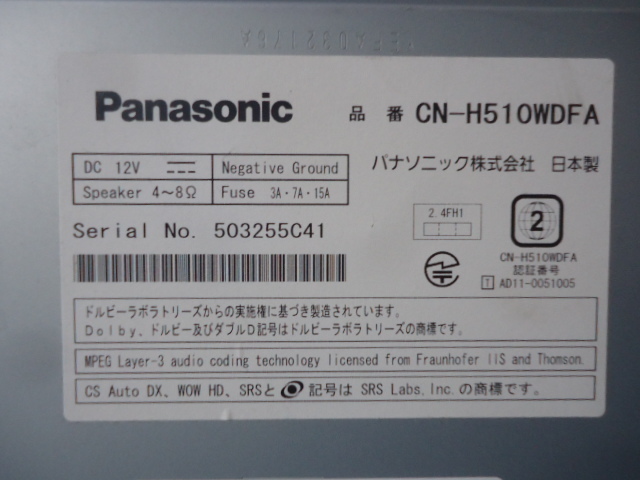 Panasonic
品番 CN-H510WDFA
DC 12V
Negative Ground
パナソニック株式会社 日本製
Speaker 4～8Ω
Fuse 3A・7A・15A
2.4FH1
2
Serial No. 503255C41
CN-H510WDFA
認証番号
T AD11-0051005
ドルビーラボラトリーズからの実施権に基づき製造されています。
Dolby、ドルビー及びダブルD記号はドルビーラボラトリーズの商標です。
MPEG Layer-3 audio coding technology licensed from Fraunhofer IIS and Thomson.
CS Auto DX、WOW HD、SRSと 記号は SRS Labs, Inc. の商標です。